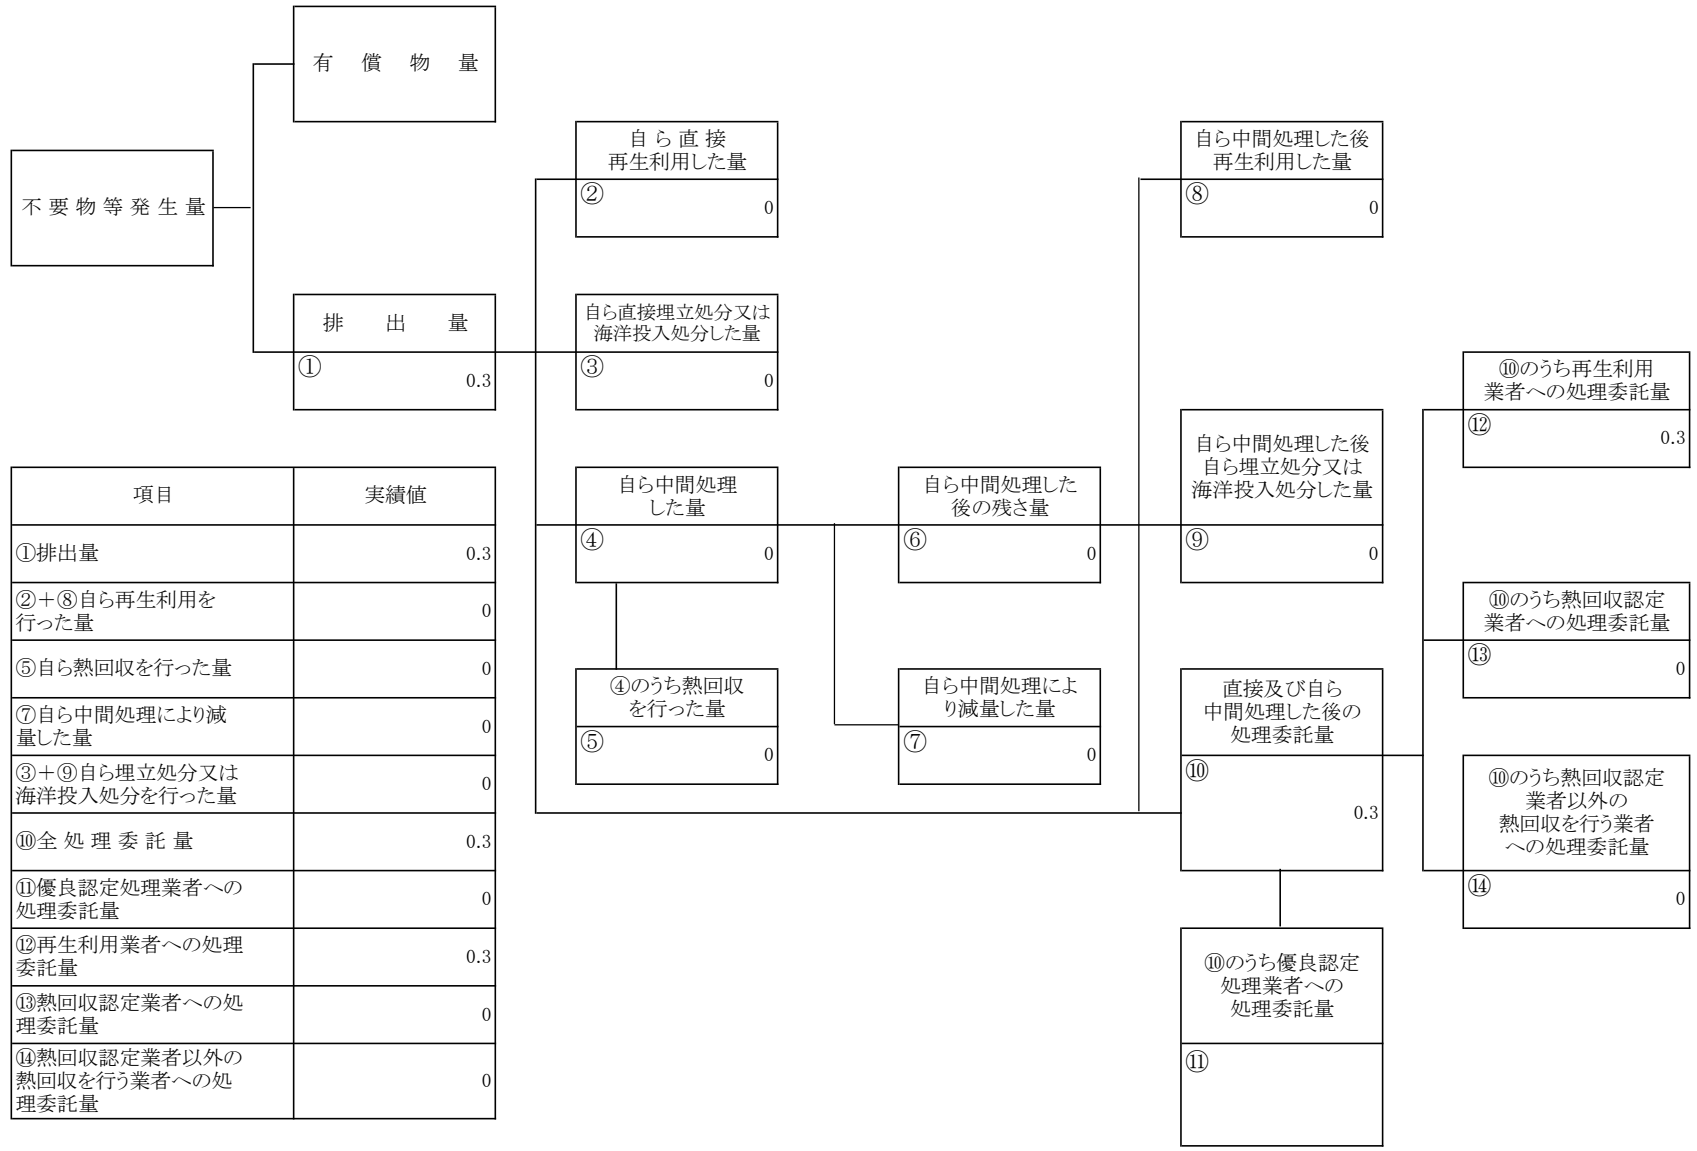 有償物量
不要物等発生量
排出量
①
0.3
自ら直接
再生利用した量
②
0
自ら直接埋立処分又は
海洋投入処分した量
③
0
自ら中間処理
した量
④
0
④のうち熱回収
を行った量
⑤
0
自ら中間処理した
後の残さ量
⑥
0
自ら中間処理によ
り減量した量
⑦
0
自ら中間処理した後
再生利用した量
⑧
0
自ら中間処理した後
自ら埋立処分又は
海洋投入処分した量
⑨
0
直接及び自ら
中間処理した後の
処理委託量
⑩
0.3
⑩のうち優良認定
処理業者への
処理委託量
⑪
⑩のうち再生利用
業者への処理委託量
⑫
0.3
⑩のうち熱回収認定
業者への処理委託量
⑬
0
⑩のうち熱回収認定
業者以外の
熱回収を行う業者
への処理委託量
⑭
0
項目
実績値
①排出量
0.3
②+⑧自ら再生利用を
行った量
0
⑤自ら熱回収を行った量
0
⑦自ら中間処理により減
量した量
0
③+⑨自ら埋立処分又は
海洋投入処分を行った量
0
⑩全処理委託量
0.3
⑪優良認定処理業者への
処理委託量
0
⑫再生利用業者への処理
委託量
0.3
⑬熱回収認定業者への処
理委託量
0
⑭熱回収認定業者以外の
熱回収を行う業者への処
理委託量
0